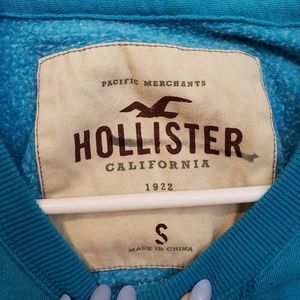 PACIFIC MERCHANTS
HOLLISTER
CALIFORNIA
1922
S
MADE IN CHINA